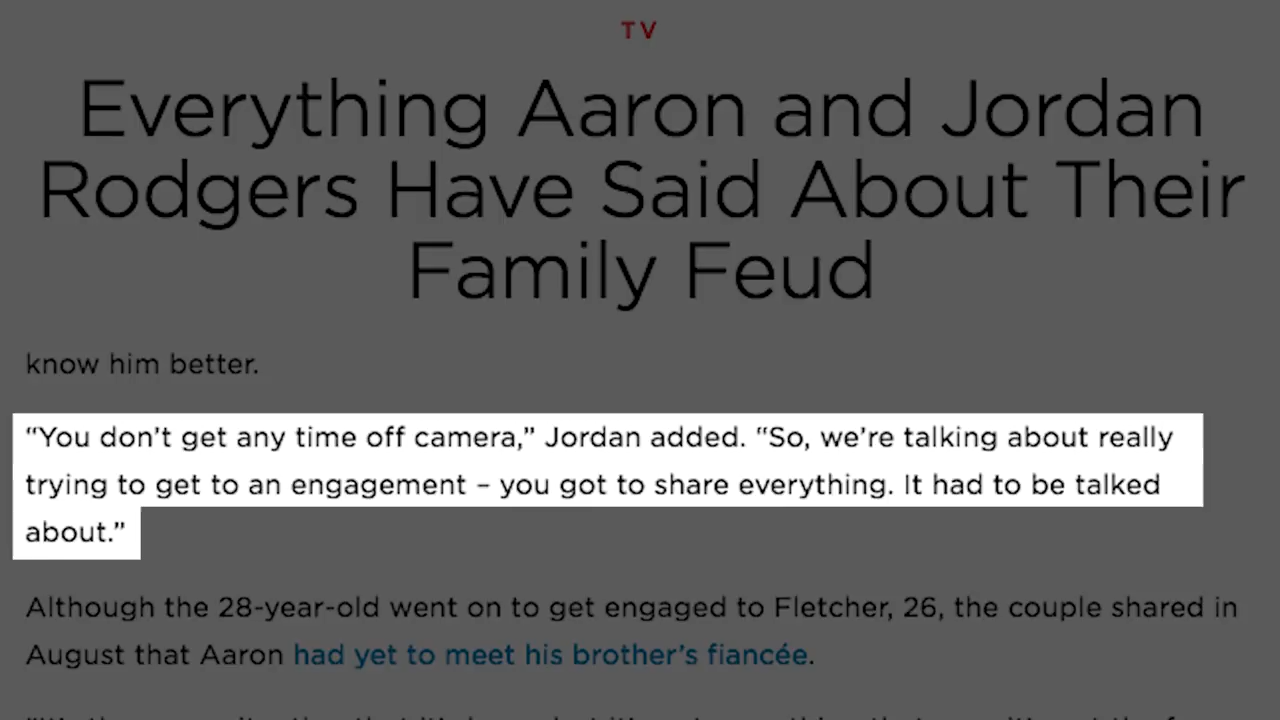 TV
Everything Aaron and Jordan
Rodgers Have Said About Their
Family Feud
know him better.
“You don’t get any time off camera,” Jordan added. “So, we’re talking about really
trying to get to an engagement – you got to share everything. It had to be talked
about.”
Although the 28-year-old went on to get engaged to Fletcher, 26, the couple shared in
August that Aaron had yet to meet his brother’s fiancée.